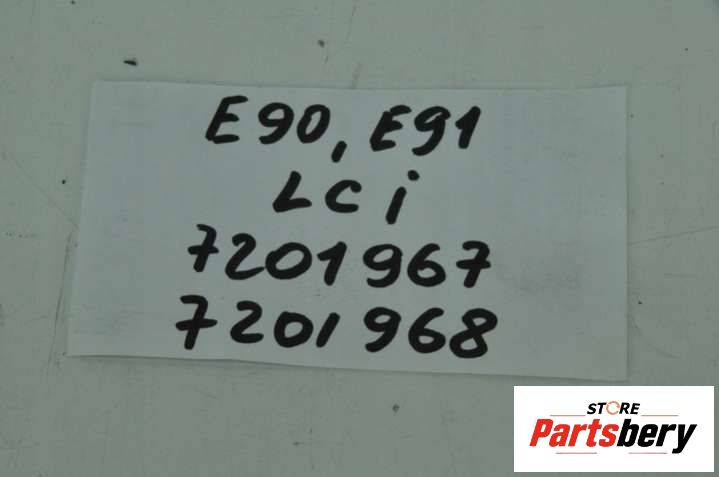 E90, E91
LCi
7201967
7201968
STORE
Partsbery